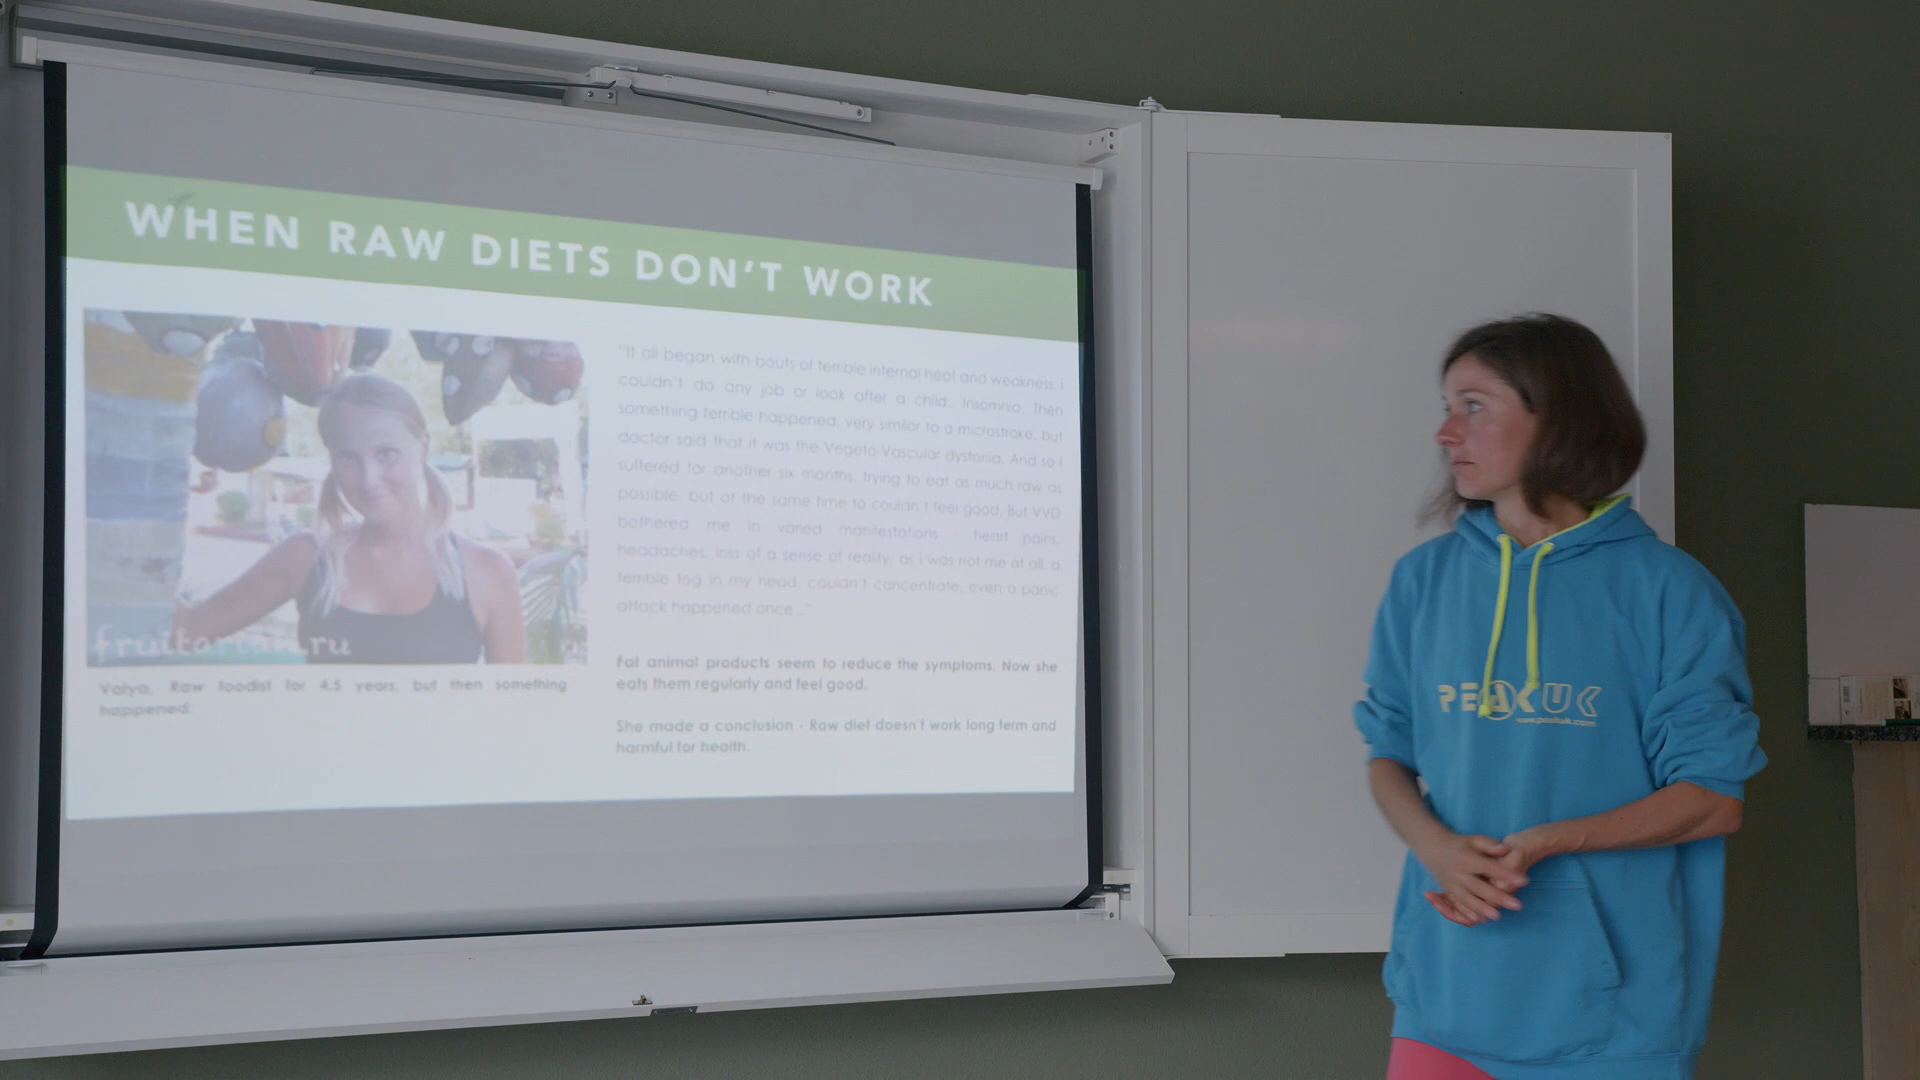 WHEN RAW DIETS DON'T WORK
"It all began with bouts of terrible internal heat and weakness. I
couldn't do any job or look after a child.. Insomnia. Then
something terrible happened, very similar to a microstroke, but
doctor said that it was the Vegeto-Vascular dystonia. And so I
suffered for another six months, trying to eat as much raw as
possible, but at the same time to couldn't feel good. But VVD
bothered me in varied manifestations - heart pains,
headaches, loss of a sense of reality, as i was not me at all, a
terrible fog in my head, couldn't concentrate, even a panic
attack happened once .."
fruitarian.ru
Valya. Raw foodist for 4,5 years, but then something
happened:
Fat animal products seem to reduce the symptoms. Now she
eats them regularly and feel good.
She made a conclusion - Raw diet doesn't work long term and
harmful for health.
PEAK UK
www.peakuk.com